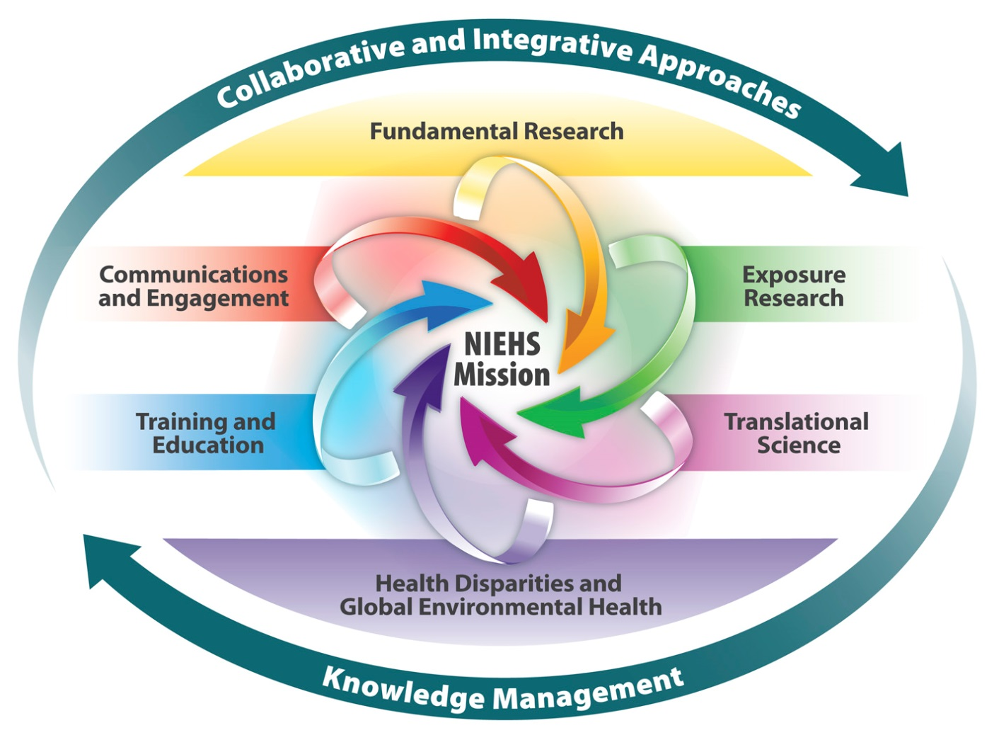 Collaborative and Integrative Approaches
Fundamental Research
Communications
and Engagement
Exposure
Research
NIEHS
Mission
Training and
Education
Translational
Science
Health Disparities and
Global Environmental Health
Knowledge Management